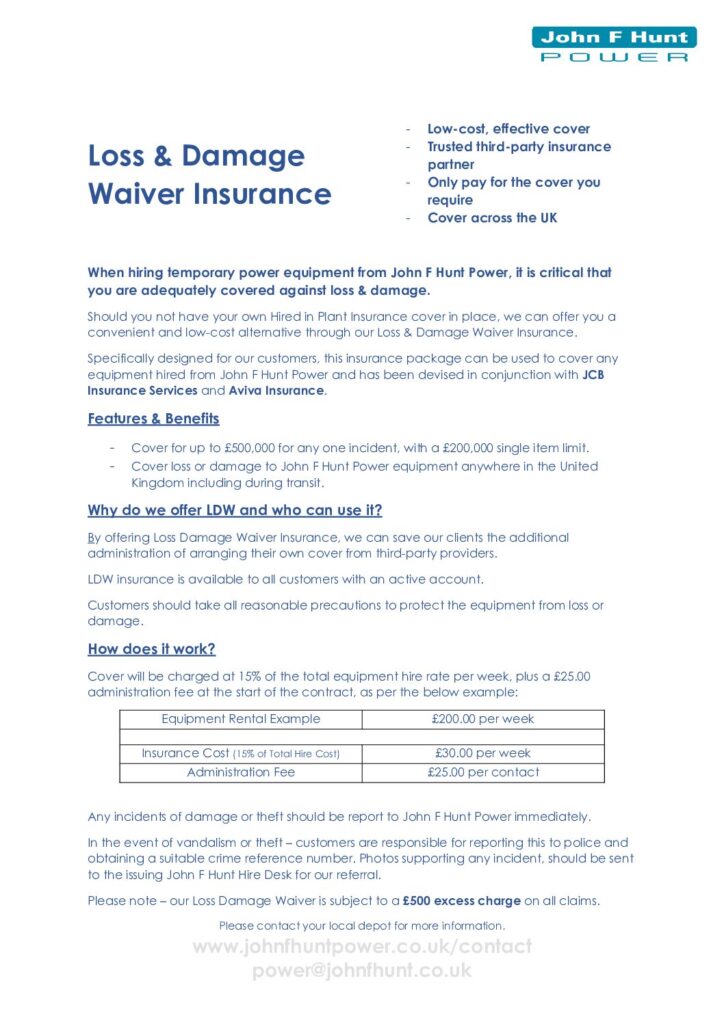 John F Hunt
POWER
Loss & Damage
Waiver Insurance
- Low-cost, effective cover
- Trusted third-party insurance
partner
- Only pay for the cover you
require
- Cover across the UK
When hiring temporary power equipment from John F Hunt Power, it is critical that
you are adequately covered against loss & damage.
Should you not have your own Hired in Plant Insurance cover in place, we can offer you a
convenient and low-cost alternative through our Loss & Damage Waiver Insurance.
Specifically designed for our customers, this insurance package can be used to cover any
equipment hired from John F Hunt Power and has been devised in conjunction with JCB
Insurance Services and Aviva Insurance.
Features & Benefits
- Cover for up to £500,000 for any one incident, with a £200,000 single item limit.
- Cover loss or damage to John F Hunt Power equipment anywhere in the United
Kingdom including during transit.
Why do we offer LDW and who can use it?
By offering Loss Damage Waiver Insurance, we can save our clients the additional
administration of arranging their own cover from third-party providers.
LDW insurance is available to all customers with an active account.
Customers should take all reasonable precautions to protect the equipment from loss or
damage.
How does it work?
Cover will be charged at 15% of the total equipment hire rate per week, plus a £25.00
administration fee at the start of the contract, as per the below example:
Equipment Rental Example £200.00 per week
Insurance Cost (15% of Total Hire Cost) £30.00 per week
Administration Fee £25.00 per contact
Any incidents of damage or theft should be report to John F Hunt Power immediately.
In the event of vandalism or theft – customers are responsible for reporting this to police and
obtaining a suitable crime reference number. Photos supporting any incident, should be sent
to the issuing John F Hunt Hire Desk for our referral.
Please note – our Loss Damage Waiver is subject to a £500 excess charge on all claims.
Please contact your local depot for more information.
www.johnfhuntpower.co.uk/contact
power@johnfhunt.co.uk